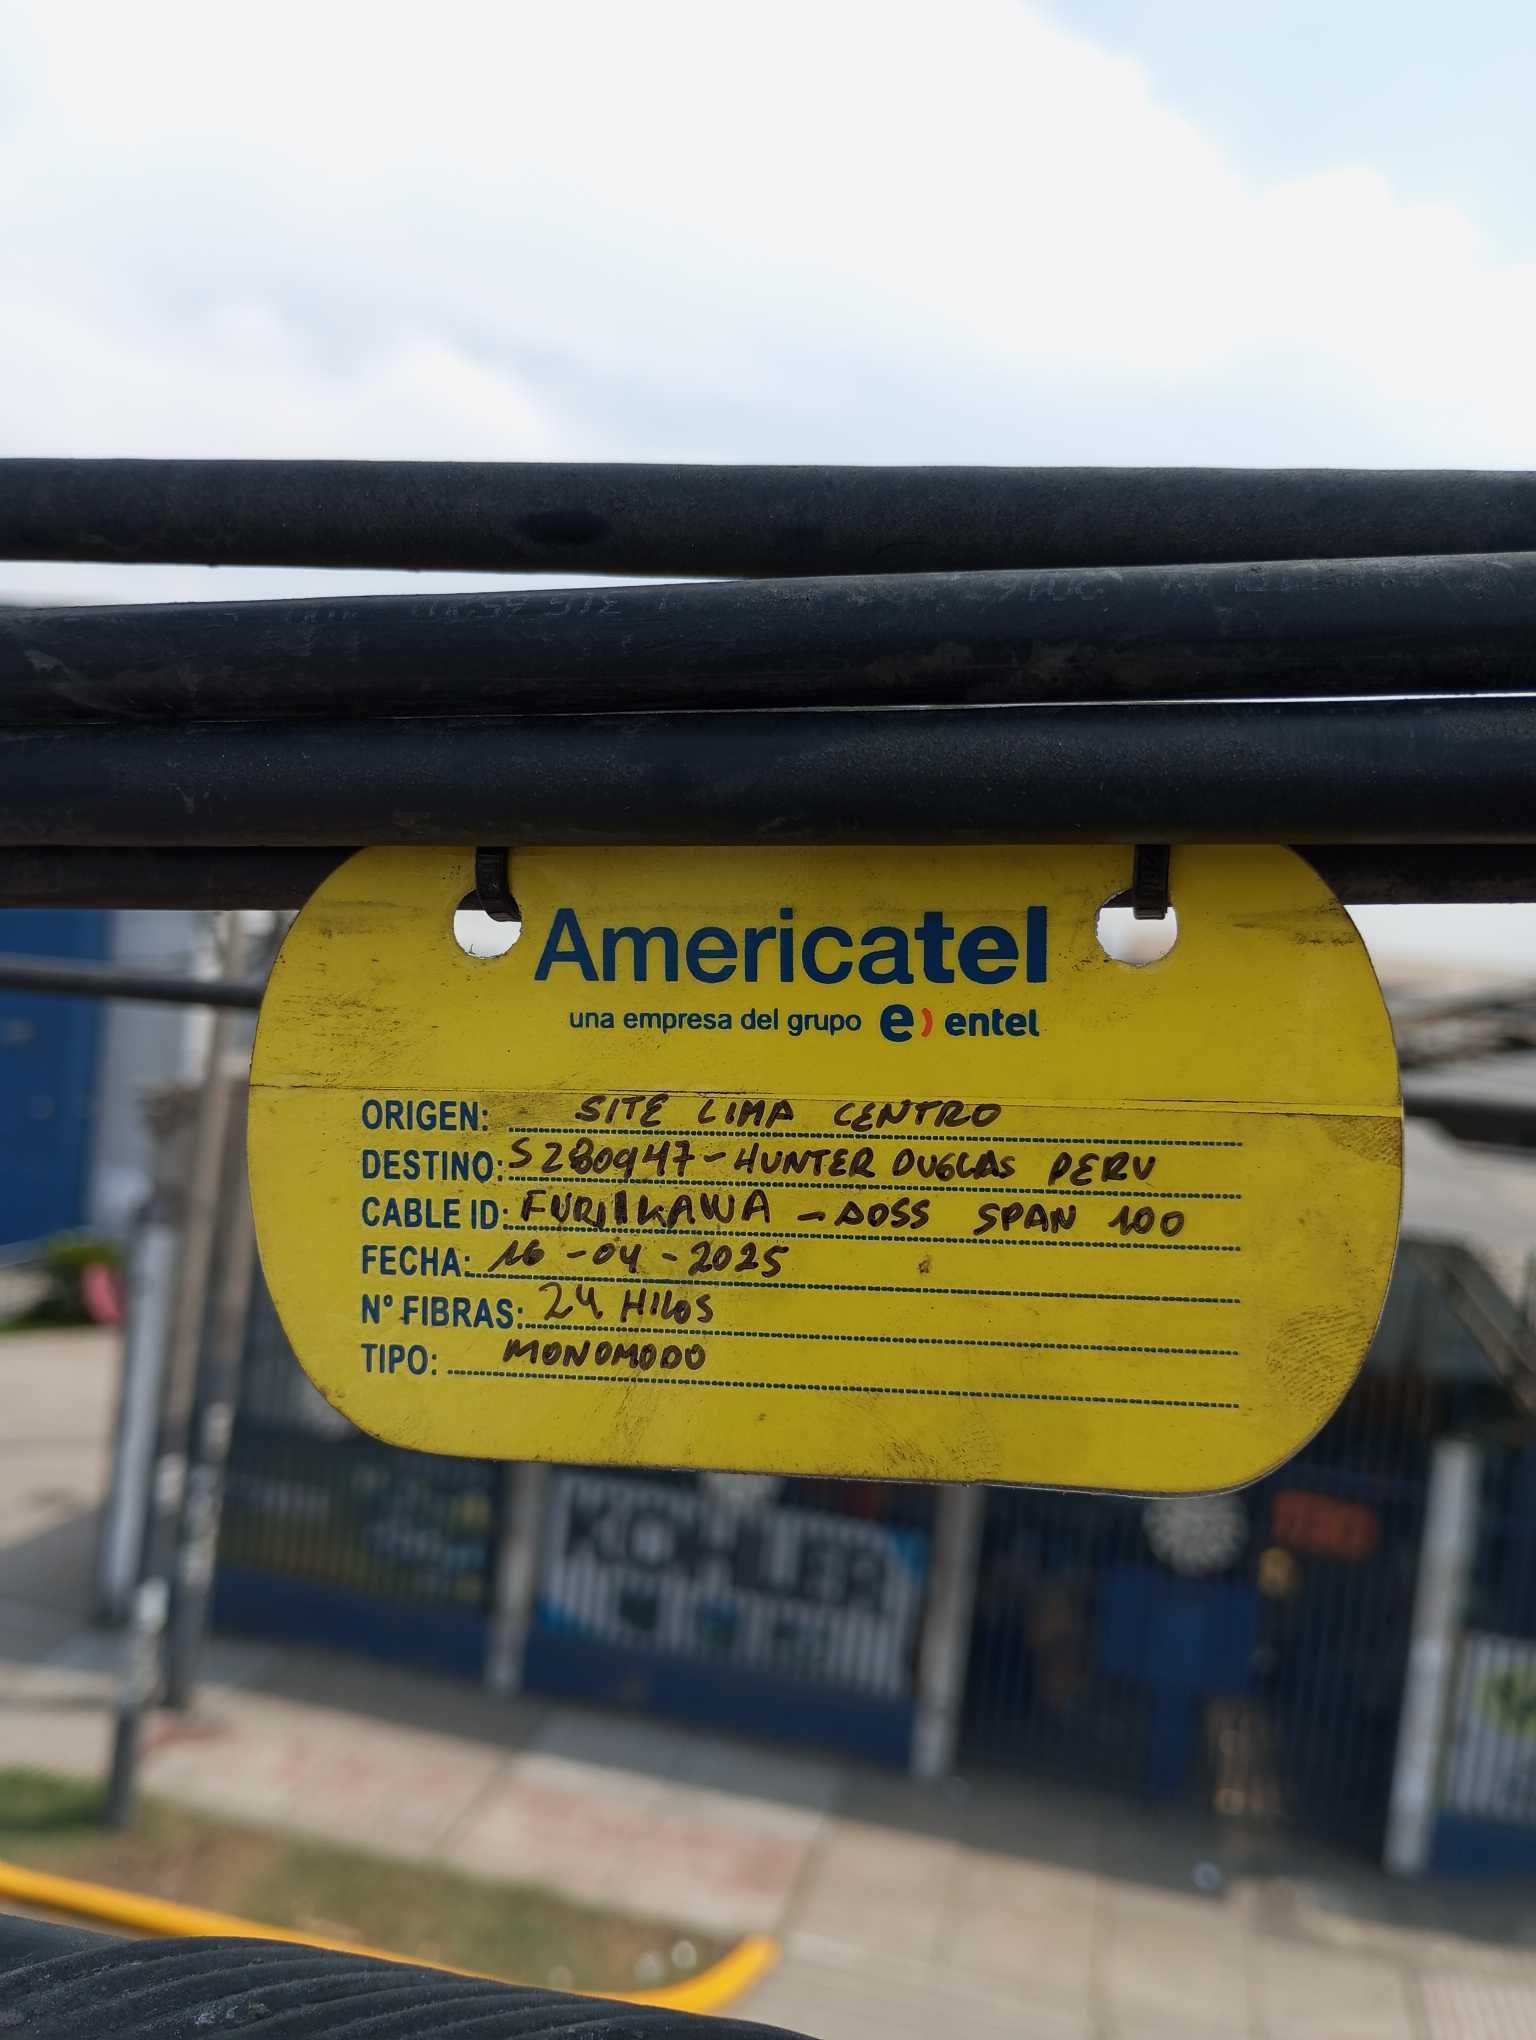 Americatel
una empresa del grupo e) entel
ORIGEN: SITE LIMA CENTRO
DESTINO: S280947-HUNTER DUGLAS PERU
CABLE ID: FURUKAWA - ADSS SPAN 100
FECHA: 16-04-2025
N° FIBRAS: 24 HILOS
TIPO: MONOMODO
KOHLER